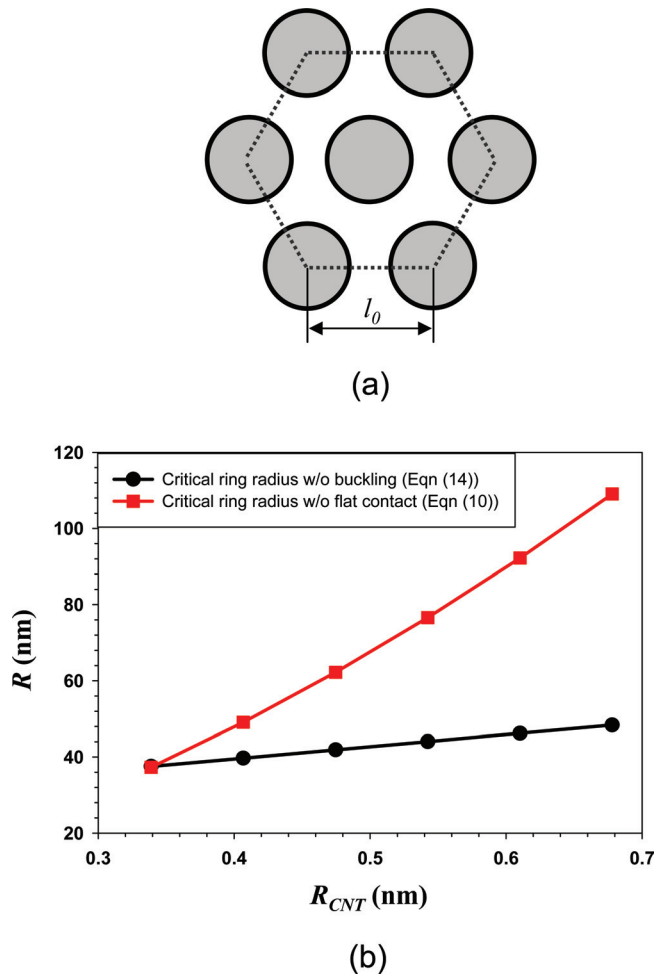 l0
(a)
120
100
80
60
40
20
R (nm)
Critical ring radius w/o buckling (Eqn (14))
Critical ring radius w/o flat contact (Eqn (10))
0.3 0.4 0.5 0.6 0.7
RCNT (nm)
(b)